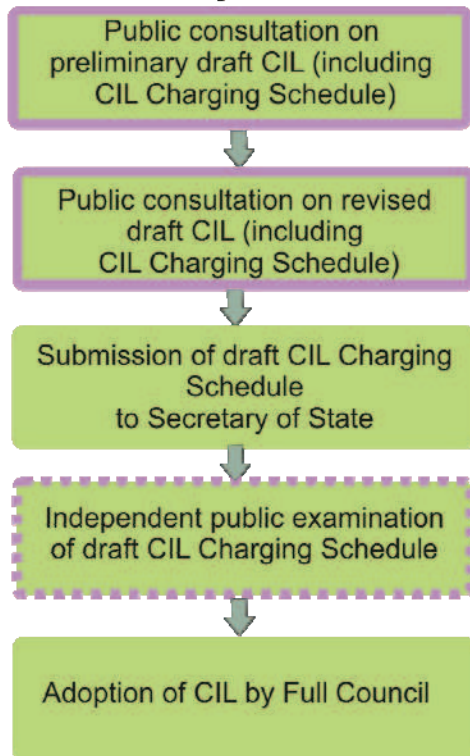 Public consultation on
preliminary draft CIL (including
CIL Charging Schedule)
Public consultation on revised
draft CIL (including
CIL Charging Schedule)
Submission of draft CIL Charging
Schedule
to Secretary of State
Independent public examination
of draft CIL Charging Schedule
Adoption of CIL by Full Council